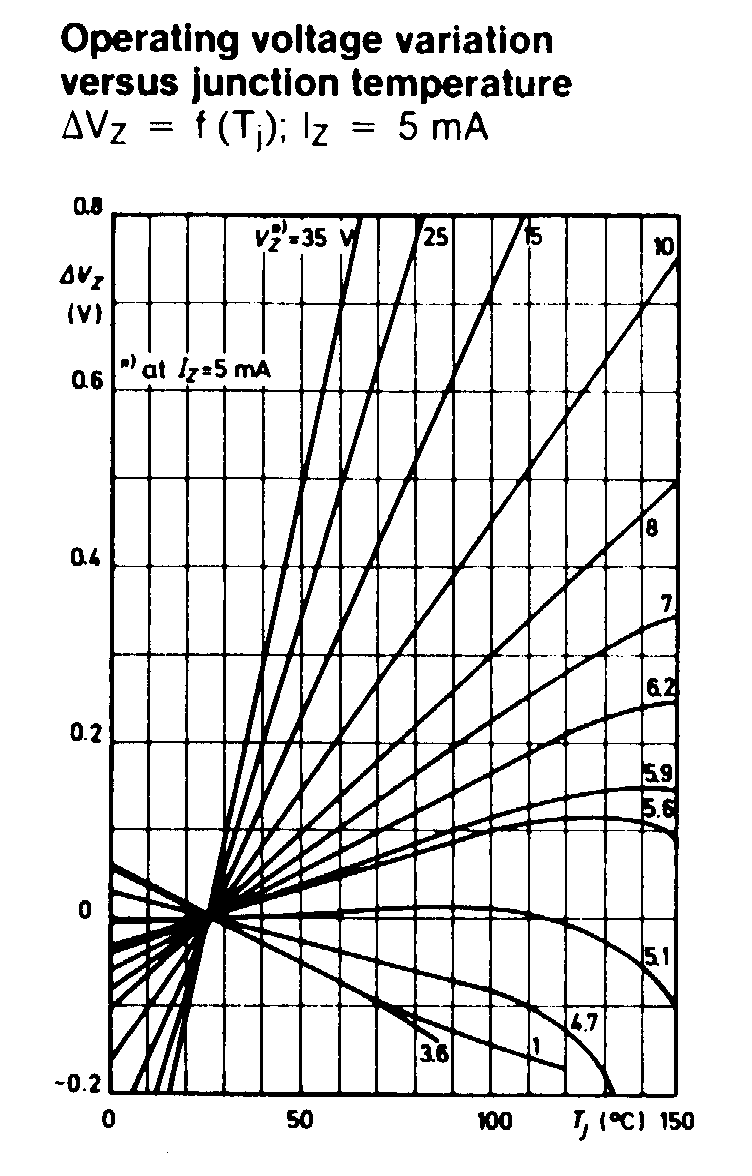 Operating voltage variation
versus junction temperature
ΔVz = f (Tj); Iz = 5 mA
0.8
Vz*)=35 V
25
15
10
ΔVz
(V)
*) at Iz=5 mA
0.6
8
0.4
7
6.2
0.2
5.9
5.6
0
5.1
4.7
1
3.6
-0.2
0
50
100
Tj (°C)
150